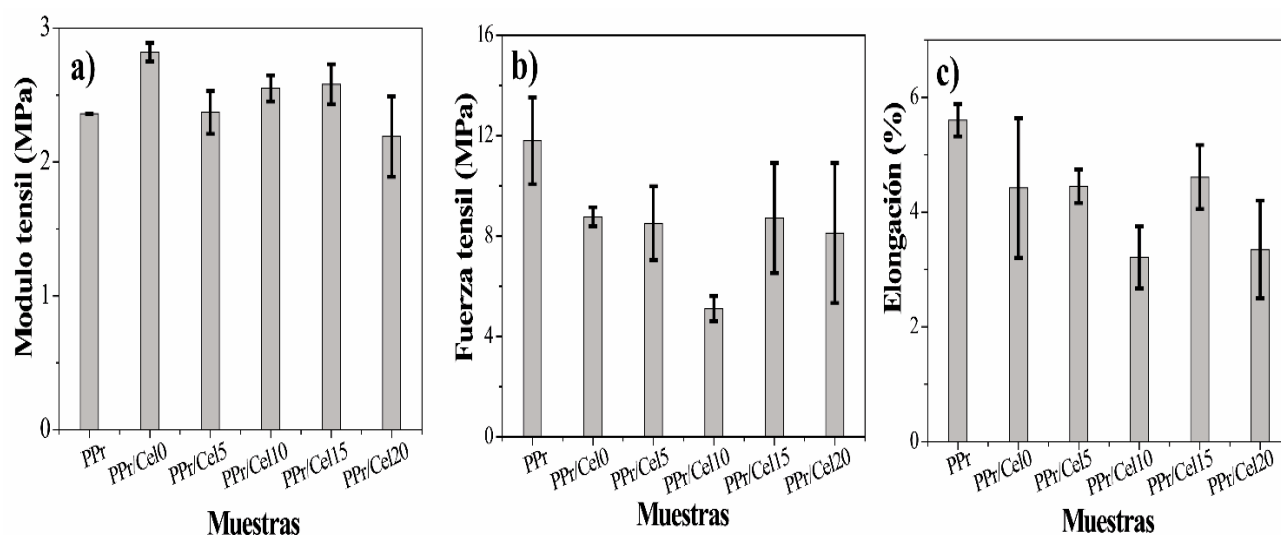 a)
Modulo tensil (MPa)
3
2
1
0
PPr
PPr/Cel0
PPr/Cel5
PPr/Cel10
PPr/Cel15
PPr/Cel20
Muestras
b)
Fuerza tensil (MPa)
16
12
8
4
0
PPr
PPr/Cel0
PPr/Cel5
PPr/Cel10
PPr/Cel15
PPr/Cel20
Muestras
c)
Elongación (%)
6
4
2
0
PPr
PPr/Cel0
PPr/Cel5
PPr/Cel10
PPr/Cel15
PPr/Cel20
Muestras